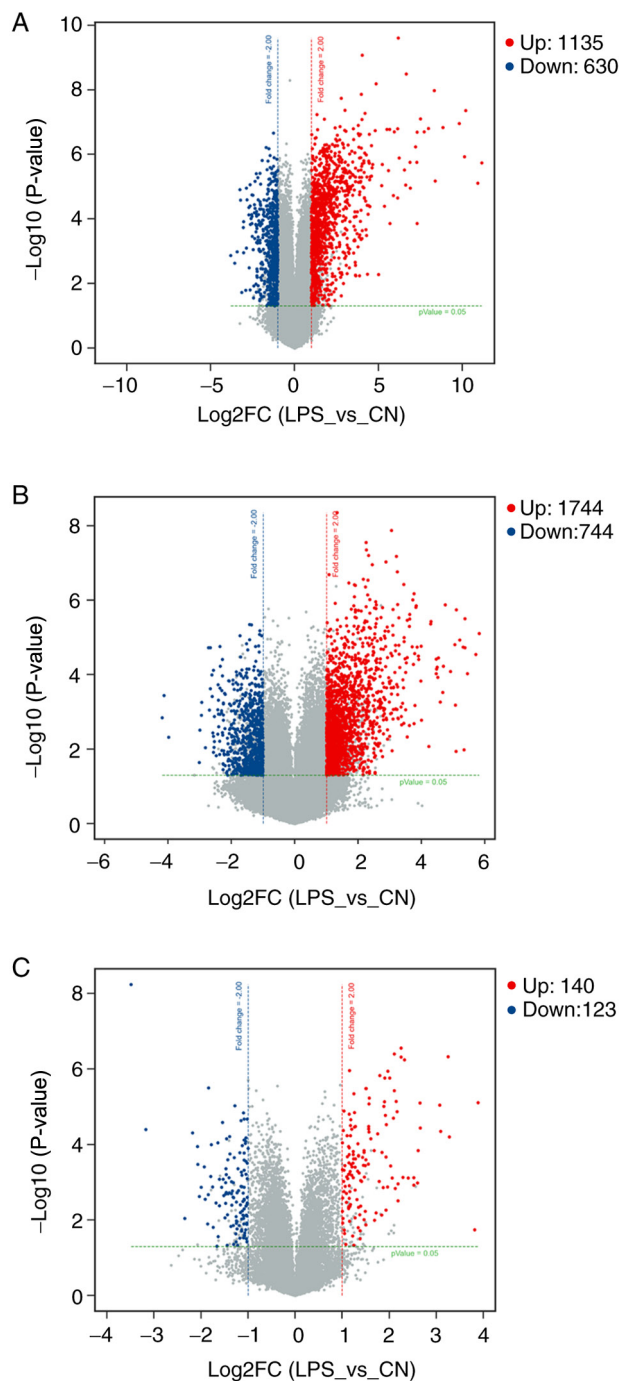 A
Up: 1135
Down: 630
10
8
6
4
2
0
−Log10 (P-value)
Fold change = -2.00
Fold change = 2.00
pValue = 0.05
−10
−5
0
5
10
Log2FC (LPS_vs_CN)
B
Up: 1744
Down:744
8
6
4
2
0
−Log10 (P-value)
Fold change = -2.00
Fold change = 2.00
pValue = 0.05
−6
−4
−2
0
2
4
6
Log2FC (LPS_vs_CN)
C
Up: 140
Down:123
8
6
4
2
0
−Log10 (P-value)
Fold change = -2.00
Fold change = 2.00
pValue = 0.05
−4
−3
−2
−1
0
1
2
3
4
Log2FC (LPS_vs_CN)